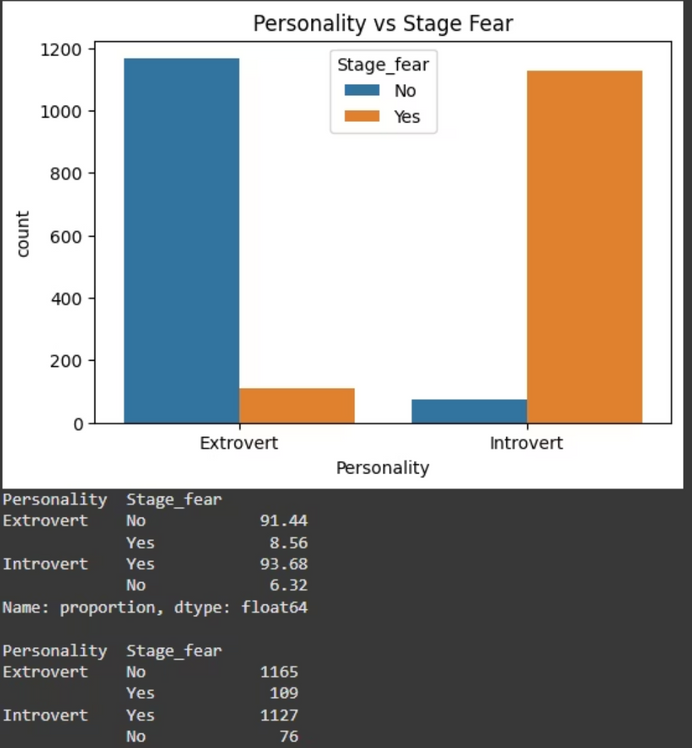 Personality vs Stage Fear
1200
1000
800
600
400
200
0
count
Stage_fear
No
Yes
Extrovert Introvert
Personality
Personality Stage_fear
Extrovert No 91.44
Yes 8.56
Introvert Yes 93.68
No 6.32
Name: proportion, dtype: float64
Personality Stage_fear
Extrovert No 1165
Yes 109
Introvert Yes 1127
No 76